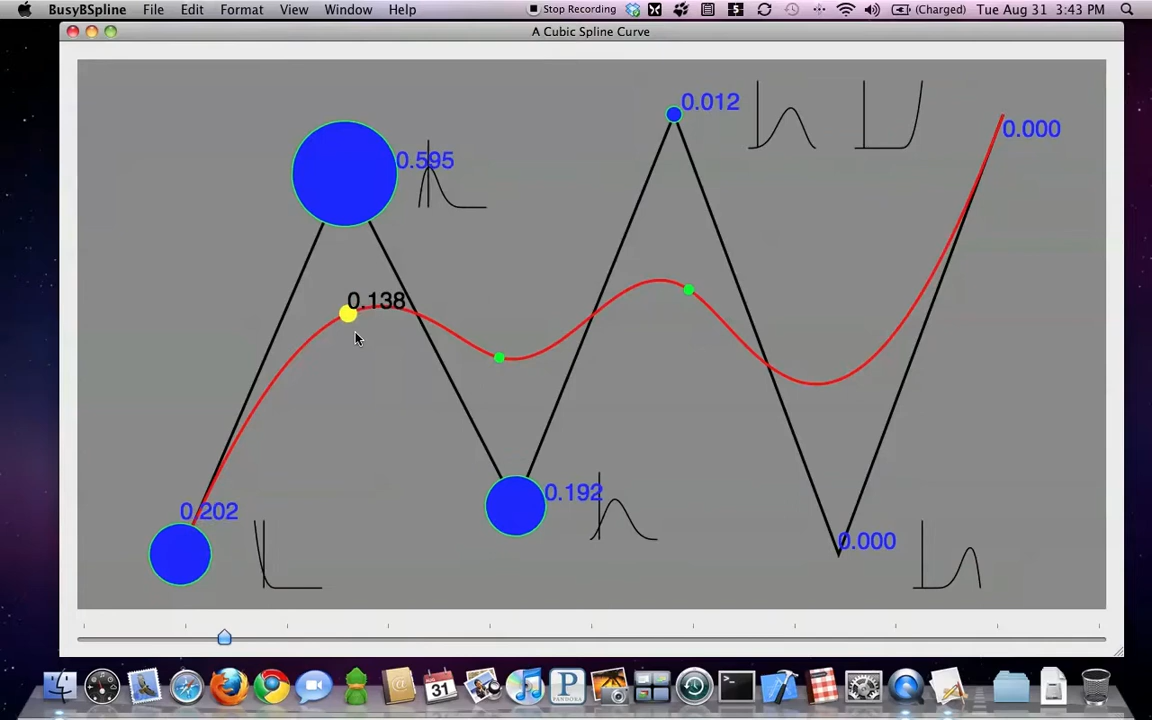 BusyBSpline File Edit Format View Window Help Stop Recording 5 (Charged) Tue Aug 31 3:43 PM
A Cubic Spline Curve
0.012
0.000
0.595
0.138
0.192
0.202
0.000
31
P